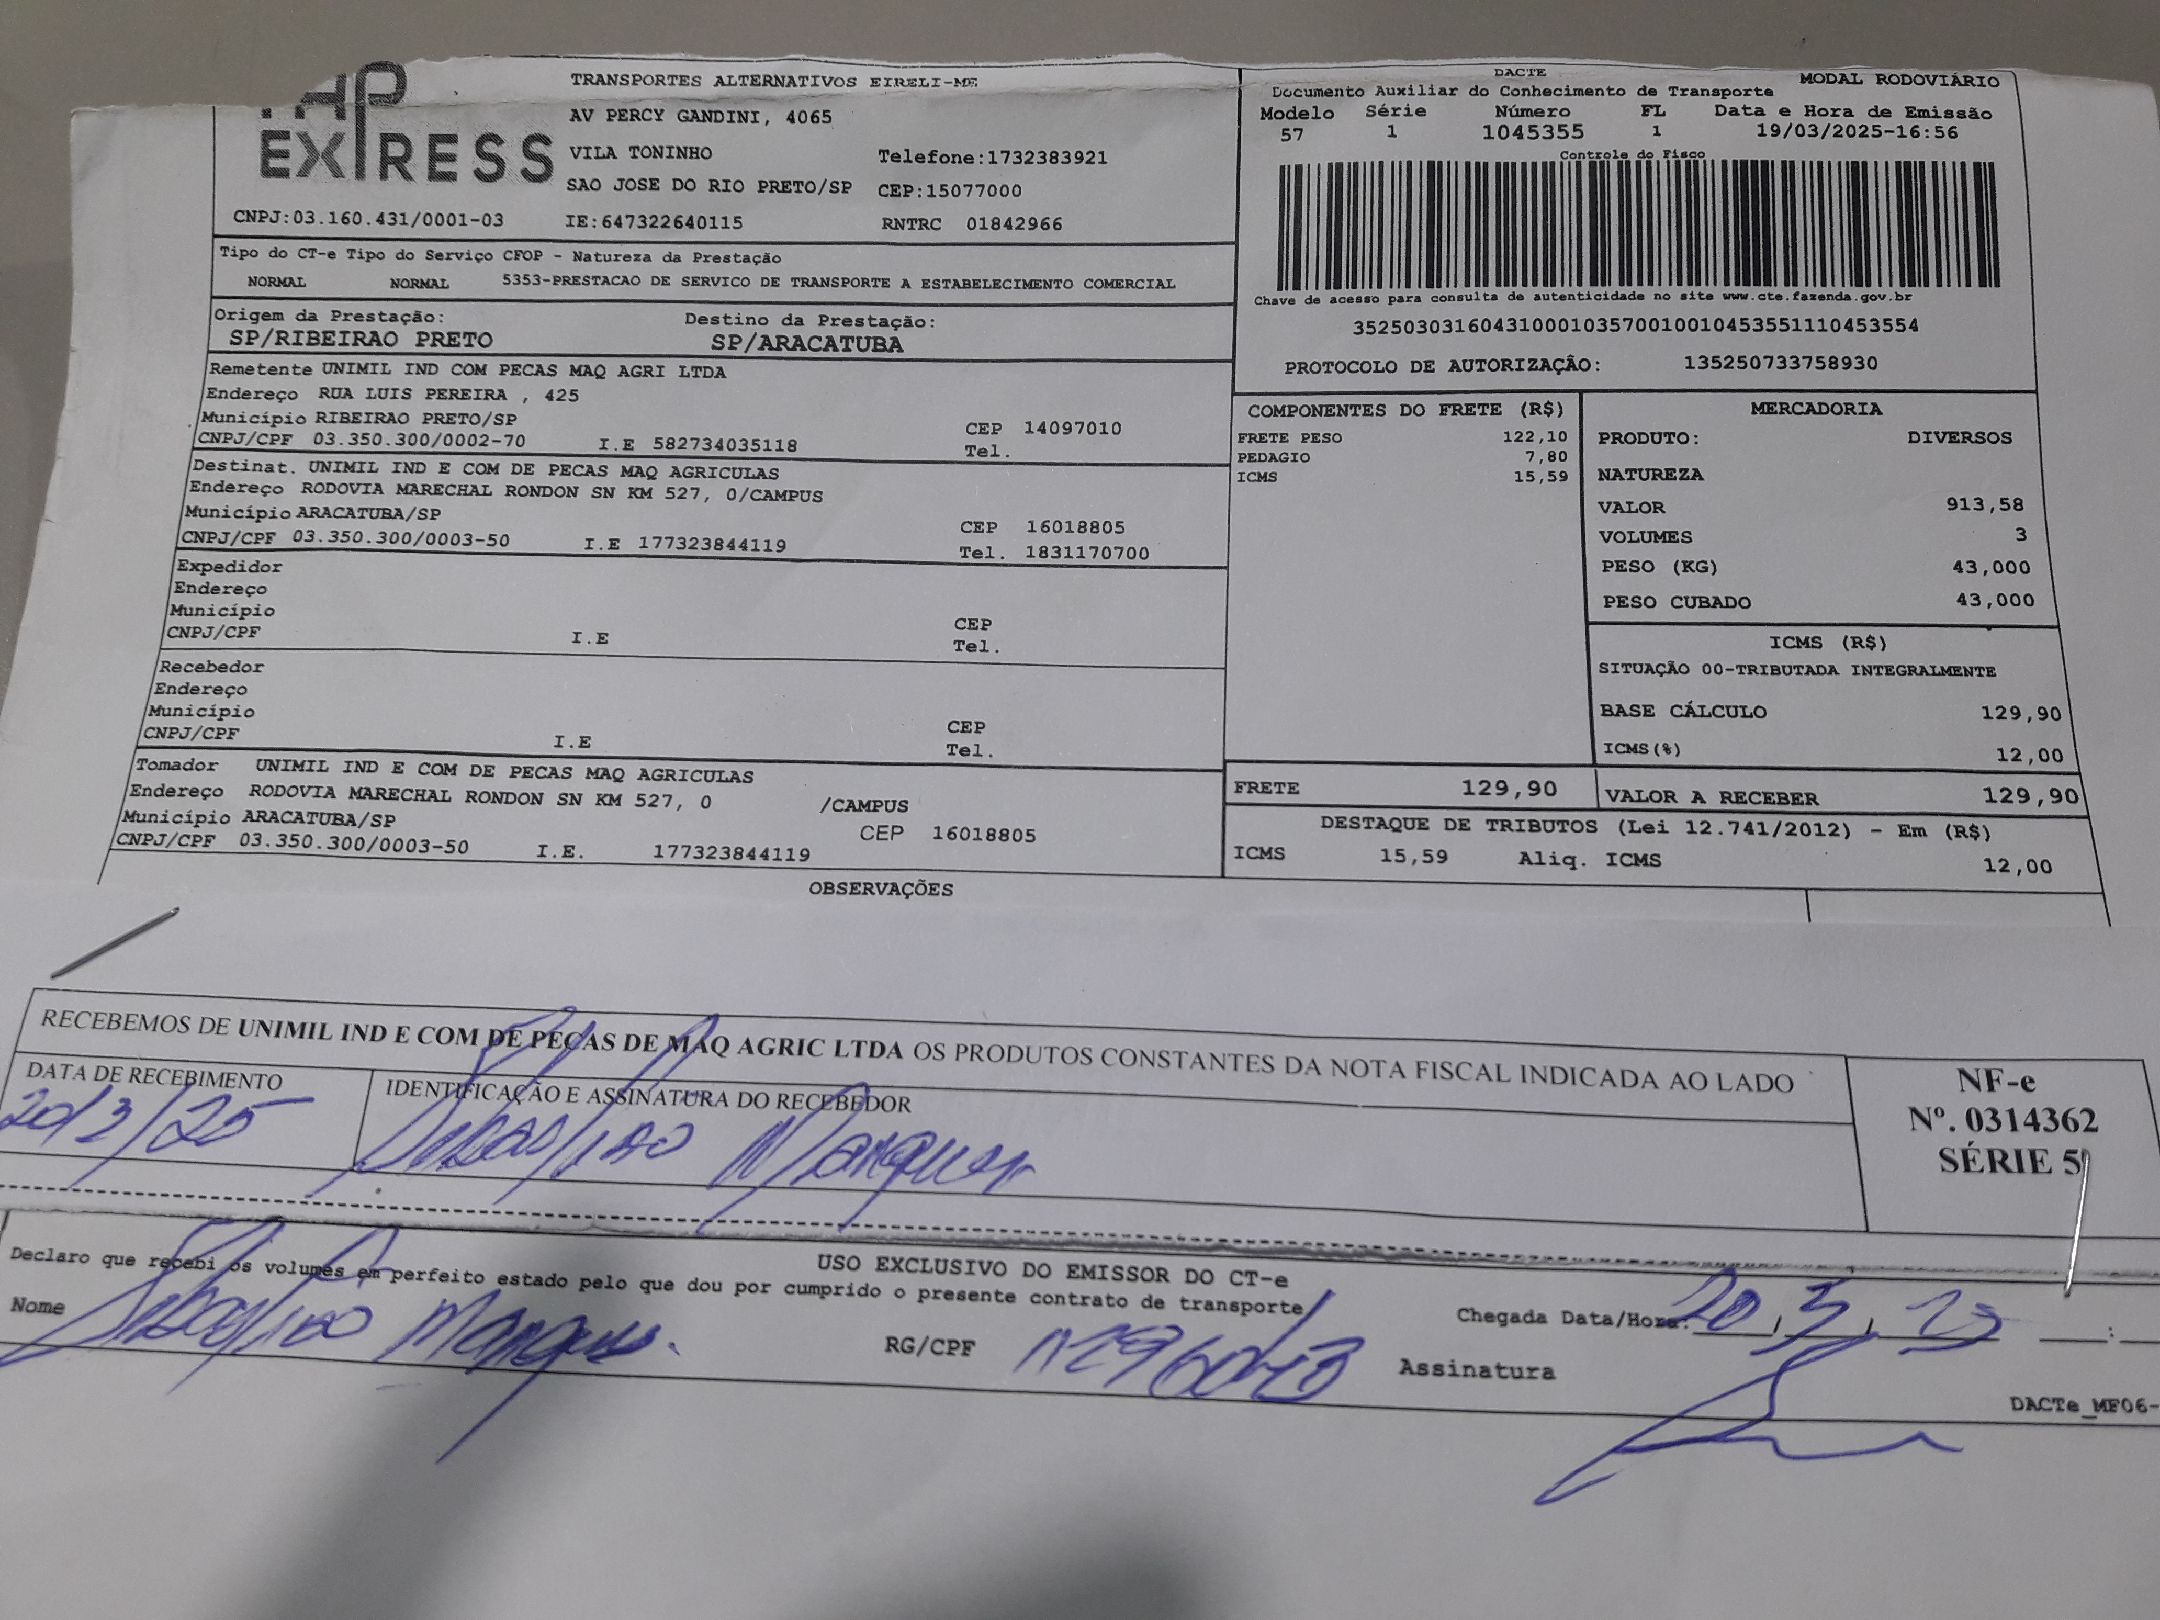 EXPRESS
TRANSPORTES ALTERNATIVOS EIRELI-ME
AV PERCY GANDINI, 4065
VILA TONINHO Telefone:1732383921
SAO JOSE DO RIO PRETO/SP CEP:15077000
CNPJ:03.160.431/0001-03 IE:647322640115 RNTRC 01842966
DACTE MODAL RODOVIÁRIO
Documento Auxiliar do Conhecimento de Transporte
Modelo Série Número FL Data e Hora de Emissão
57 1 1045355 1 19/03/2025-16:56
Controle do Fisco
Chave de acesso para consulta de autenticidade no site www.cte.fazenda.gov.br
35250303160431000103570010010453551110453554
PROTOCOLO DE AUTORIZAÇÂO: 135250733758930
Tipo do CT-e Tipo do Serviço CFOP - Natureza da Prestação
NORMAL NORMAL 5353-PRESTACAO DE SERVICO DE TRANSPORTE A ESTABELECIMENTO COMERCIAL
Origem da Prestação: Destino da Prestação:
SP/RIBEIRAO PRETO SP/ARACATUBA
Remetente UNIMIL IND COM PECAS MAQ AGRI LTDA
Endereço RUA LUIS PEREIRA , 425
Município RIBEIRAO PRETO/SP CEP 14097010
CNPJ/CPF 03.350.300/0002-70 I.E 582734035118 Tel.
Destinat. UNIMIL IND E COM DE PECAS MAQ AGRICULAS
Endereço RODOVIA MARECHAL RONDON SN KM 527, 0/CAMPUS
Município ARACATUBA/SP CEP 16018805
CNPJ/CPF 03.350.300/0003-50 I.E 177323844119 Tel. 1831170700
Expedidor
Endereço
Município CEP
CNPJ/CPF I.E Tel.
Recebedor
Endereço
Município CEP
CNPJ/CPF I.E Tel.
Tomador UNIMIL IND E COM DE PECAS MAQ AGRICULAS
Endereço RODOVIA MARECHAL RONDON SN KM 527, 0 /CAMPUS
Município ARACATUBA/SP CEP 16018805
CNPJ/CPF 03.350.300/0003-50 I.E. 177323844119
COMPONENTES DO FRETE (R$)
FRETE PESO 122,10
PEDAGIO 7,80
ICMS 15,59
MERCADORIA
PRODUTO: DIVERSOS
NATUREZA
VALOR 913,58
VOLUMES 3
PESO (KG) 43,000
PESO CUBADO 43,000
ICMS (R$)
SITUAÇÃO 00-TRIBUTADA INTEGRALMENTE
BASE CÁLCULO 129,90
ICMS(%) 12,00
FRETE 129,90 VALOR A RECEBER 129,90
DESTAQUE DE TRIBUTOS (Lei 12.741/2012) - Em (R$)
ICMS 15,59 Aliq. ICMS 12,00
OBSERVAÇÕES
RECEBEMOS DE UNIMIL IND E COM DE PECAS DE MAQ AGRIC LTDA OS PRODUTOS CONSTANTES DA NOTA FISCAL INDICADA AO LADO
DATA DE RECEBIMENTO IDENTIFICAÇÃO E ASSINATURA DO RECEBEDOR
20/3/25 Sebastião Marques
NF-e
Nº. 0314362
SÉRIE 5
USO EXCLUSIVO DO EMISSOR DO CT-e
Declaro que recebi os volumes em perfeito estado pelo que dou por cumprido o presente contrato de transporte
Nome Sebastião Marques. RG/CPF Chegada Data/Hora: 20/3/25 :
Assinatura
DACTe_MF06-